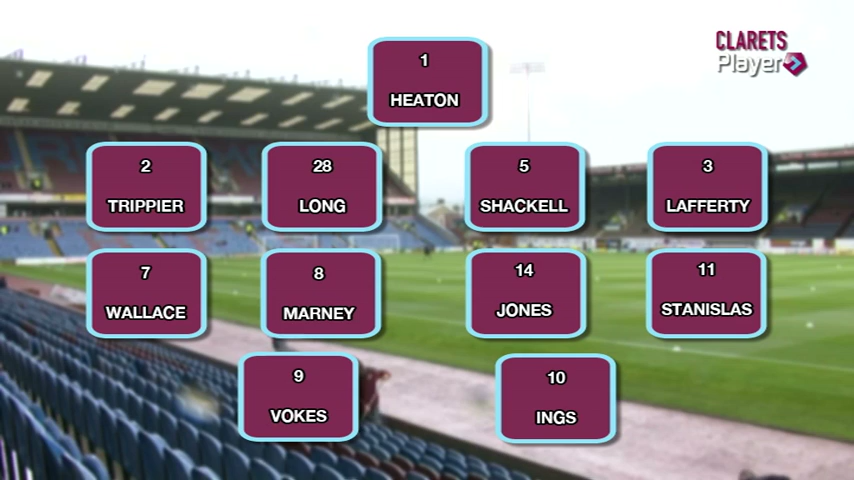 CLARETS
Player
1
HEATON
2
TRIPPIER
28
LONG
5
SHACKELL
3
LAFFERTY
7
WALLACE
8
MARNEY
14
JONES
11
STANISLAS
9
VOKES
10
INGS